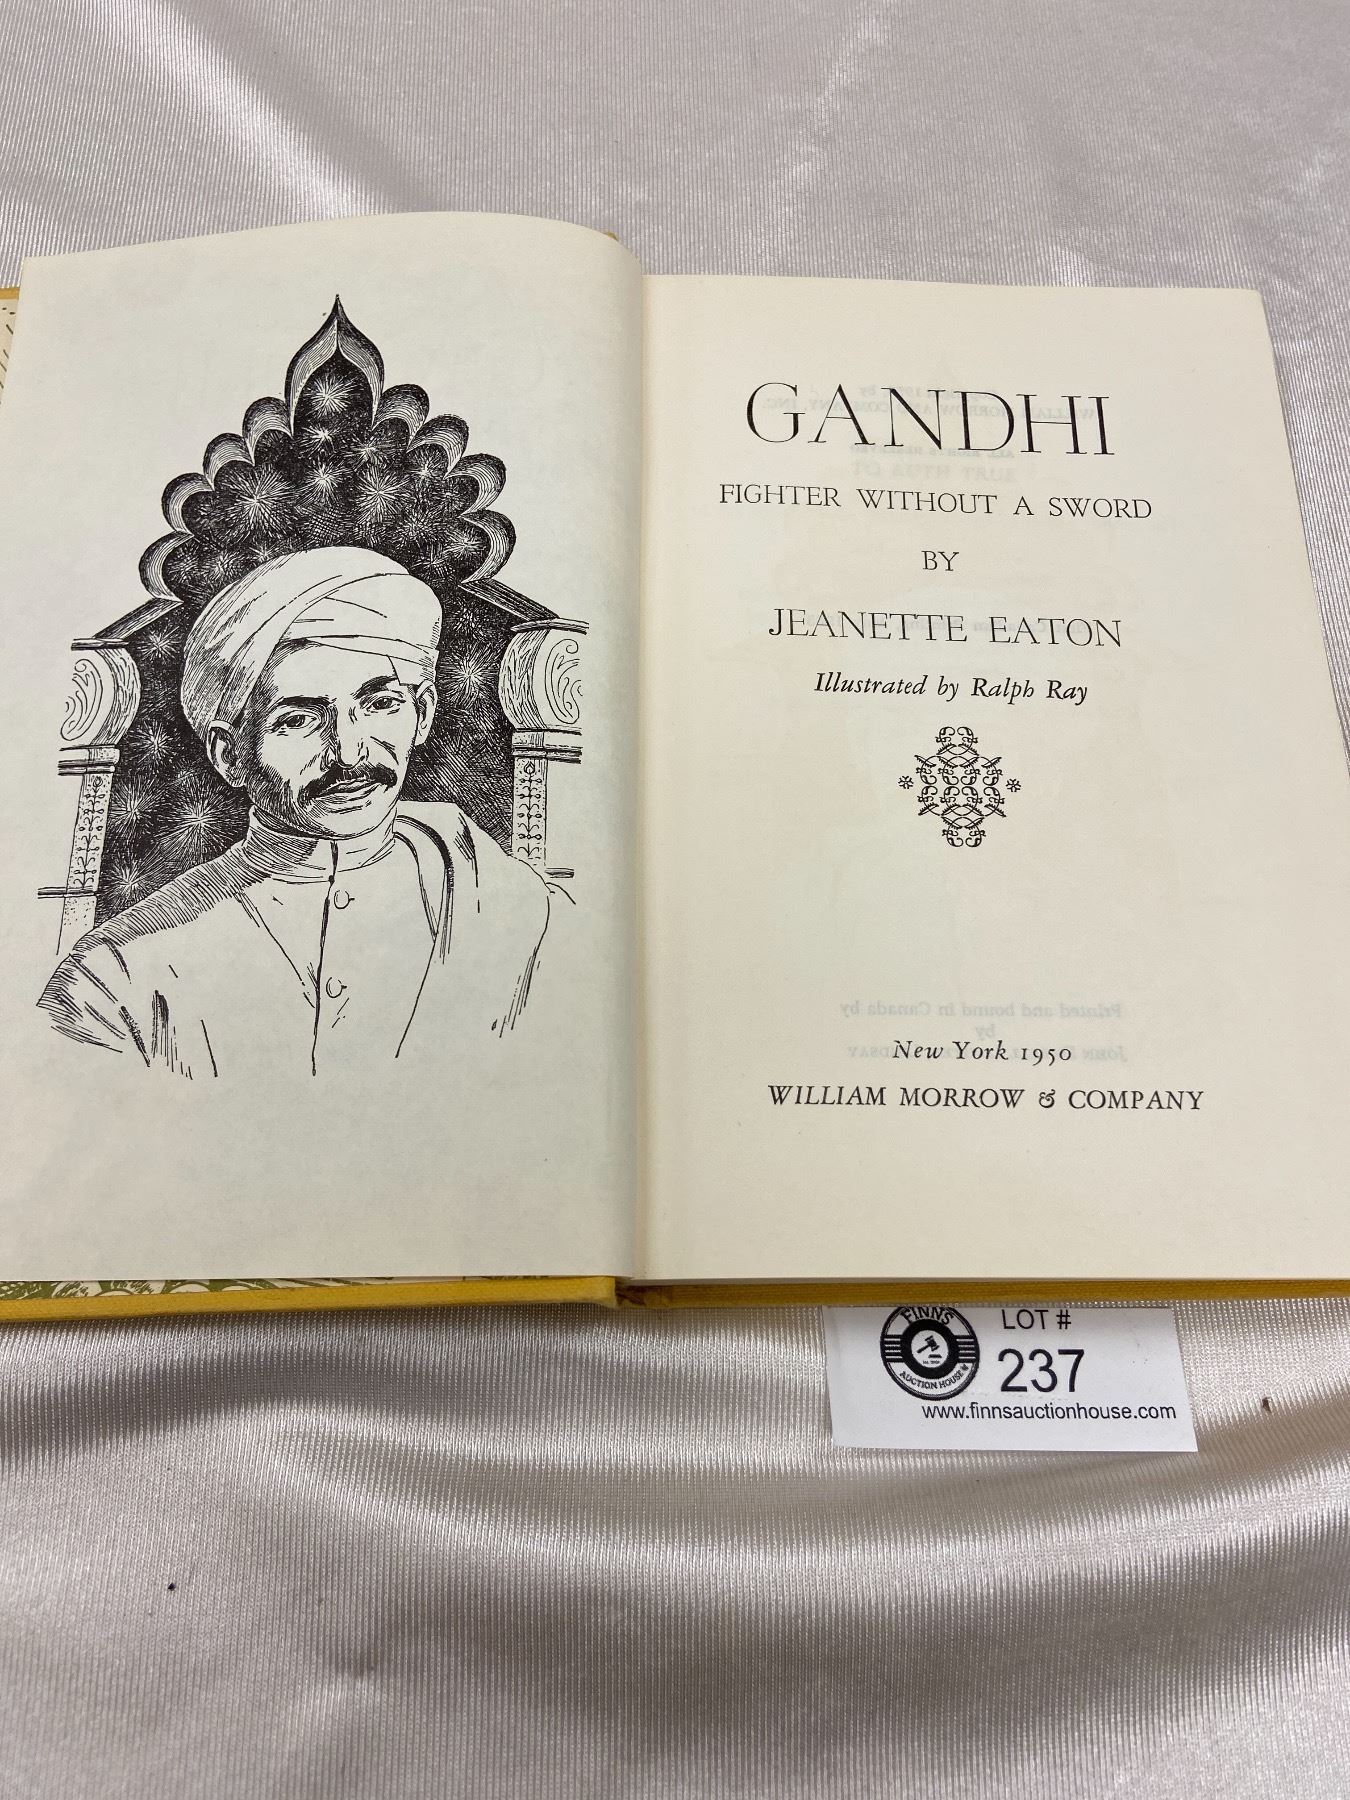 GANDHI
FIGHTER WITHOUT A SWORD
BY
JEANETTE EATON
Illustrated by Ralph Ray
New York 1950
WILLIAM MORROW & COMPANY
FINNS
AUCTION HOUSE
LOT #
237
www.finnsauctionhouse.com